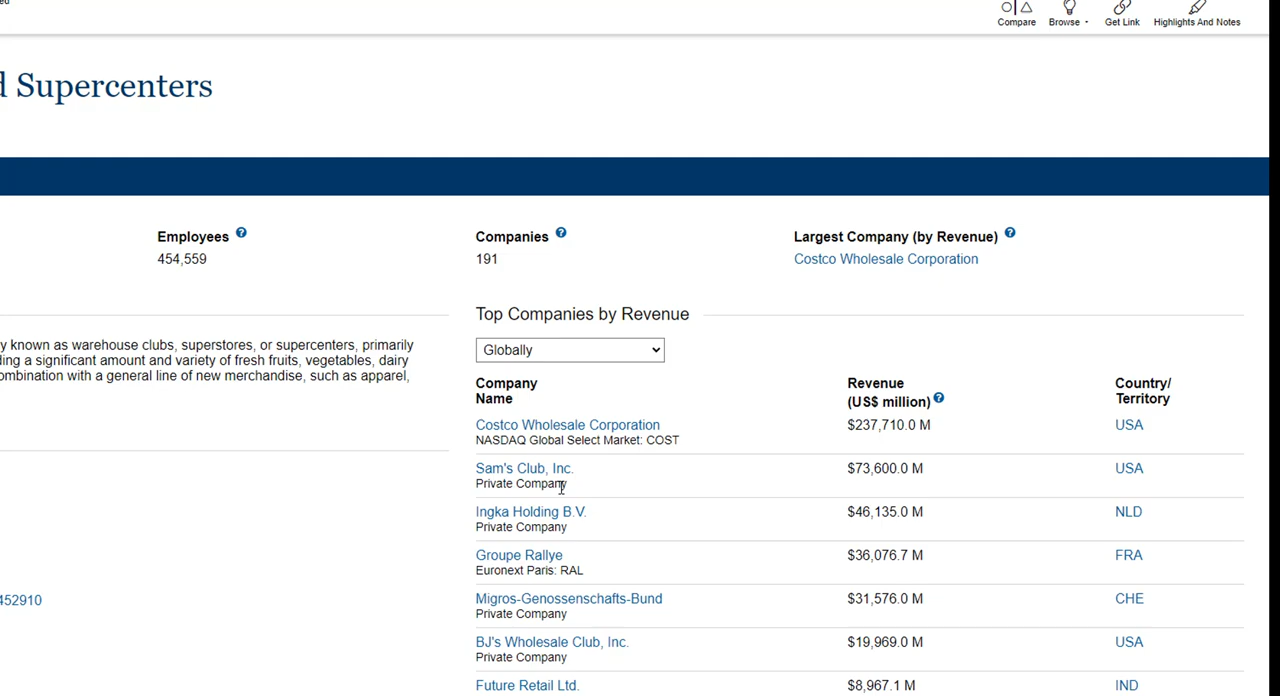 Compare Browse Get Link Highlights And Notes
d Supercenters
Employees
454,559
Companies
191
Largest Company (by Revenue)
Costco Wholesale Corporation
Top Companies by Revenue
Globally
y known as warehouse clubs, superstores, or supercenters, primarily
ding a significant amount and variety of fresh fruits, vegetables, dairy
ombination with a general line of new merchandise, such as apparel,
452910
Company
Name
Revenue
(US$ million)
Country/
Territory
Costco Wholesale Corporation $237,710.0 M USA
NASDAQ Global Select Market: COST
Sam's Club, Inc. $73,600.0 M USA
Private Company
Ingka Holding B.V. $46,135.0 M NLD
Private Company
Groupe Rallye $36,076.7 M FRA
Euronext Paris: RAL
Migros-Genossenschafts-Bund $31,576.0 M CHE
Private Company
BJ's Wholesale Club, Inc. $19,969.0 M USA
Private Company
Future Retail Ltd. $8,967.1 M IND